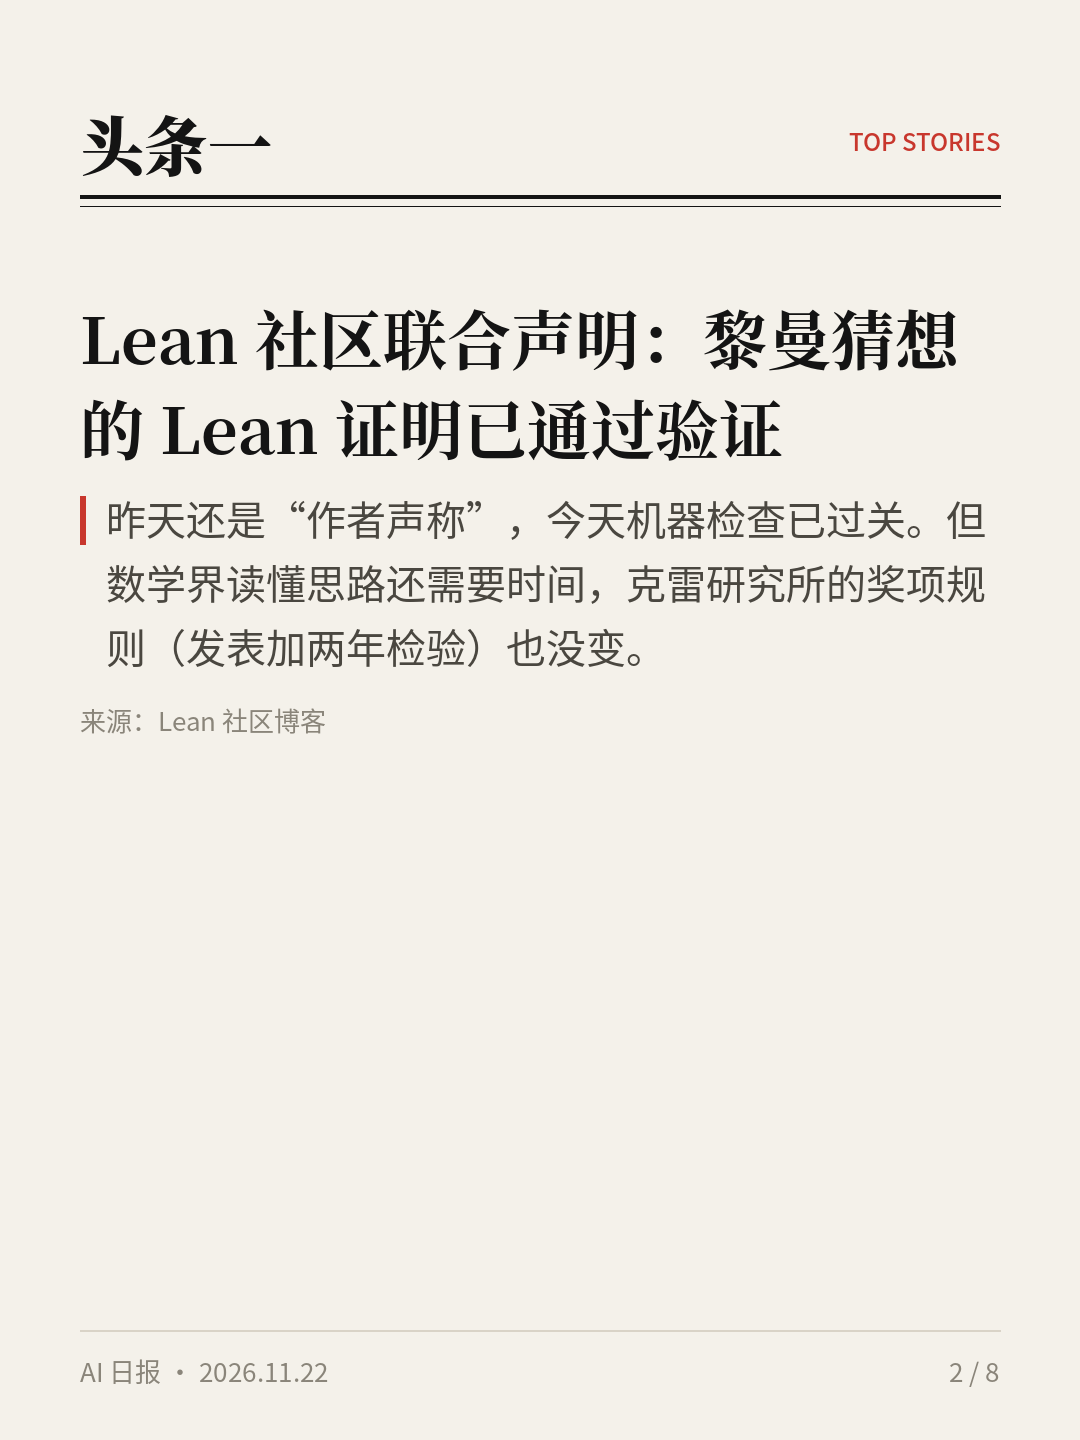 头条一
TOP STORIES
Lean 社区联合声明：黎曼猜想
的 Lean 证明已通过验证
昨天还是“作者声称”，今天机器检查已过关。但
数学界读懂思路还需要时间，克雷研究所的奖项规
则（发表加两年检验）也没变。
来源：Lean 社区博客
AI 日报 · 2026.11.22
2 / 8